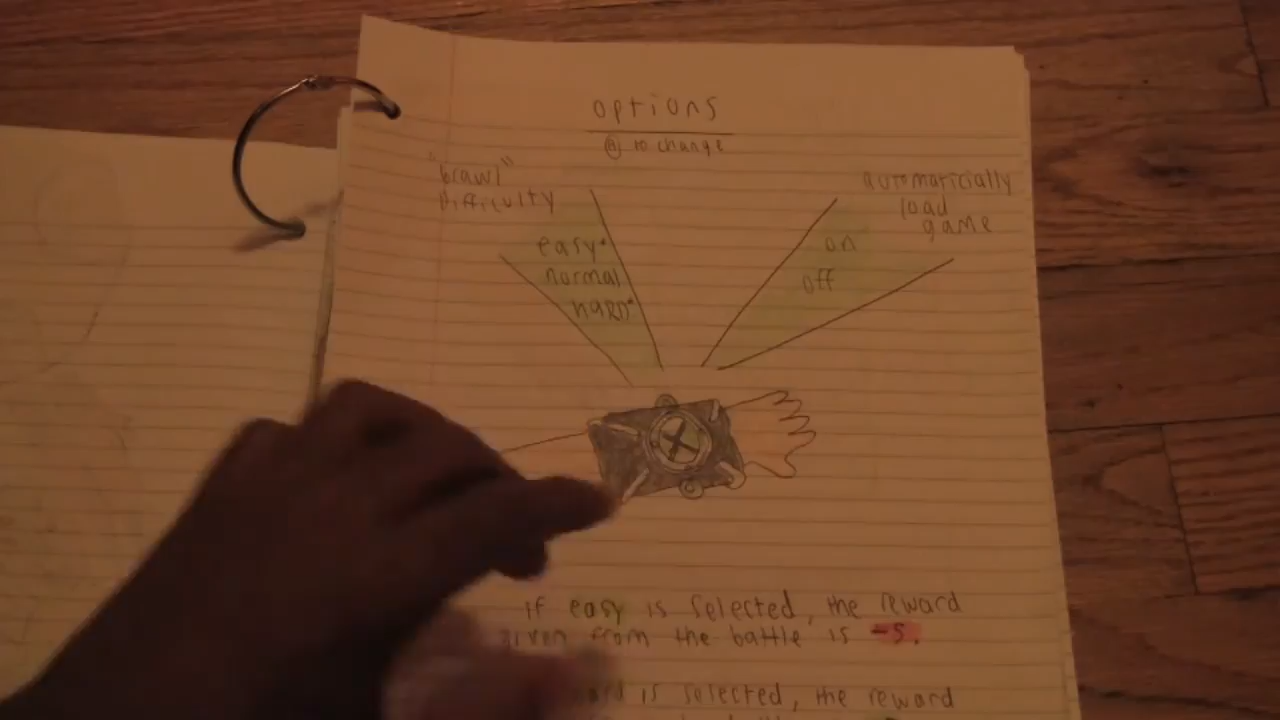 options
@ to change
"brawl"
difficulty
easy*
normal
hard*
automaticially
load
game
on
off
if easy is selected, the reward
given from the battle is -5.
is selected, the reward